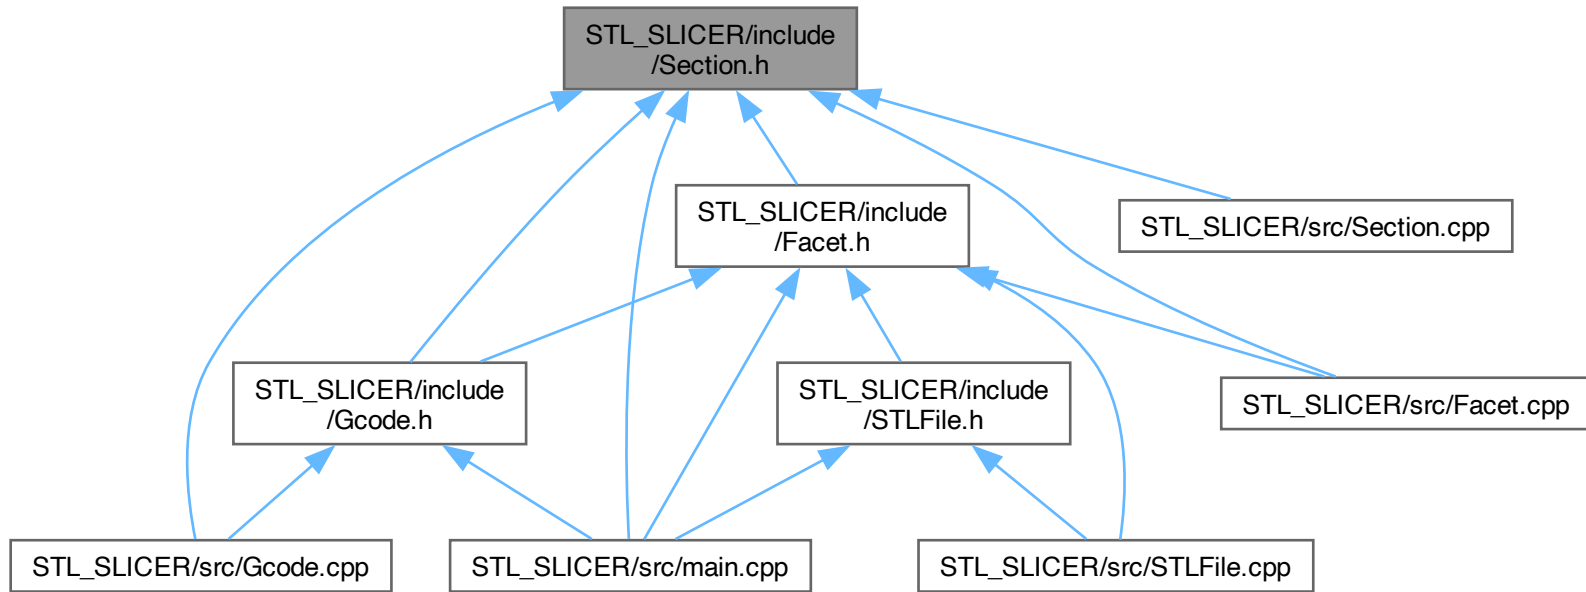 STL_SLICER/include
/Section.h
STL_SLICER/include
/Facet.h
STL_SLICER/src/Section.cpp
STL_SLICER/include
/Gcode.h
STL_SLICER/include
/STLFile.h
STL_SLICER/src/Facet.cpp
STL_SLICER/src/Gcode.cpp
STL_SLICER/src/main.cpp
STL_SLICER/src/STLFile.cpp